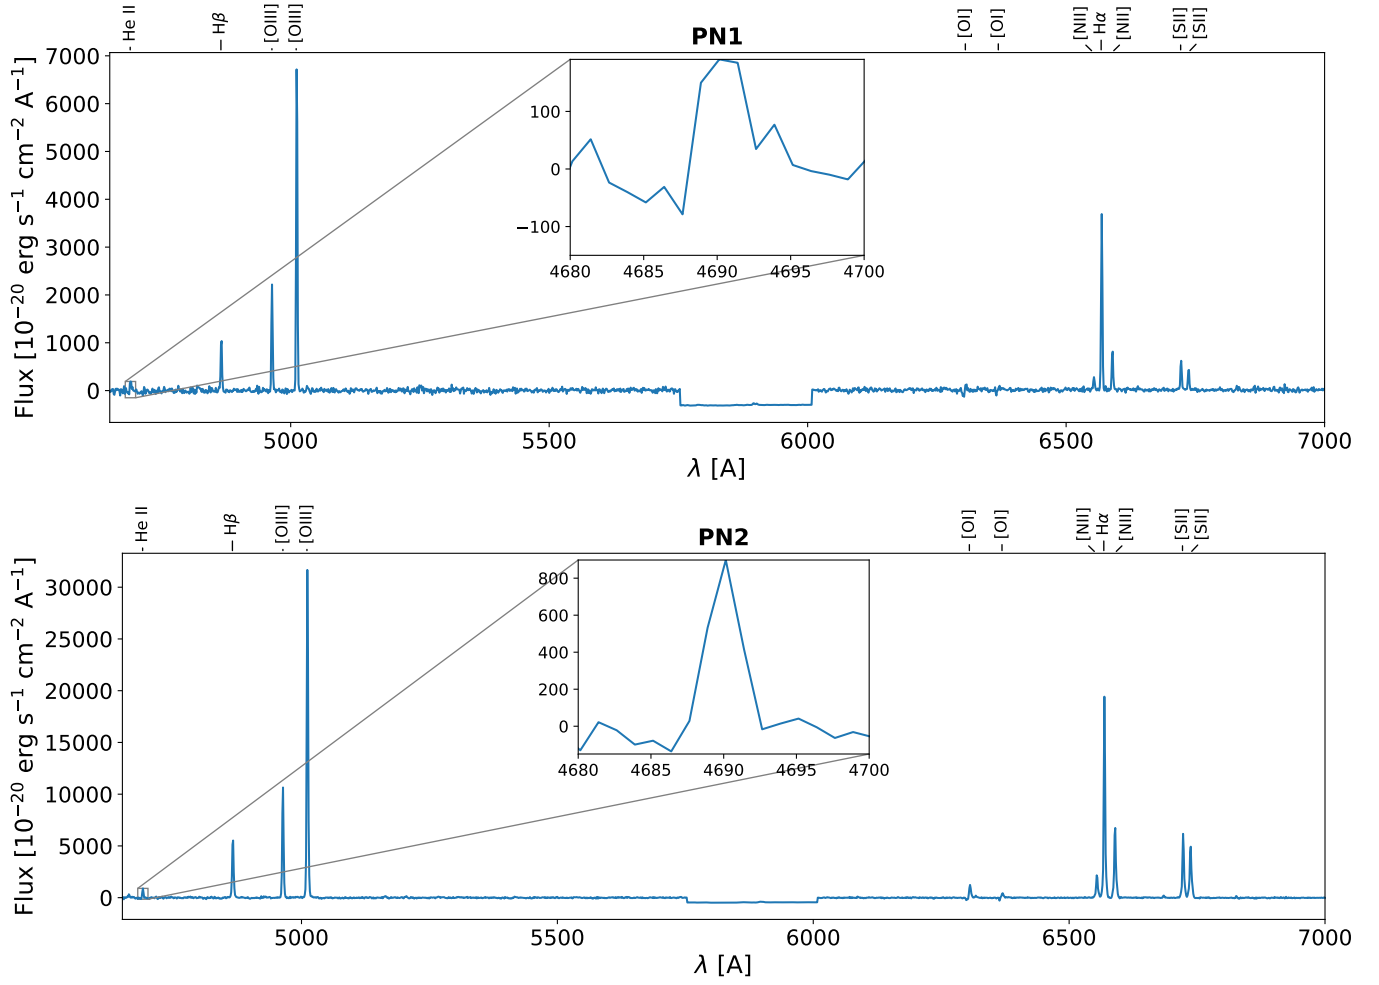 He II Hβ [OIII] [OIII] [OI] [OI] [NII] Hα [NII] [SII] [SII]
PN1
Flux [10⁻²⁰ erg s⁻¹ cm⁻² A⁻¹]
7000
6000
5000
4000
3000
2000
1000
0
100
0
−100
4680 4685 4690 4695 4700
5000 5500 6000 6500 7000
λ [A]
He II Hβ [OIII] [OIII] [OI] [OI] [NII] Hα [NII] [SII] [SII]
PN2
Flux [10⁻²⁰ erg s⁻¹ cm⁻² A⁻¹]
30000
25000
20000
15000
10000
5000
0
800
600
400
200
0
4680 4685 4690 4695 4700
5000 5500 6000 6500 7000
λ [A]